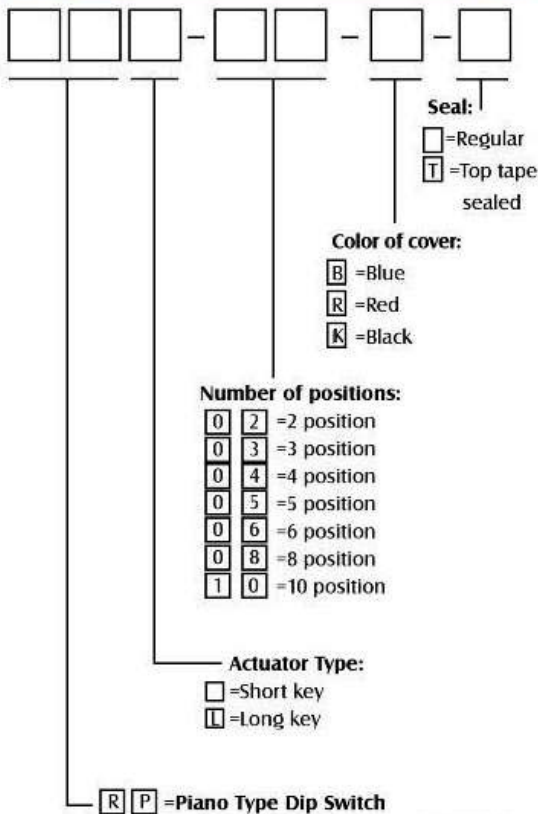 Seal:
=Regular
T =Top tape
sealed
Color of cover:
B =Blue
R =Red
K =Black
Number of positions:
0 2 =2 position
0 3 =3 position
0 4 =4 position
0 5 =5 position
0 6 =6 position
0 8 =8 position
1 0 =10 position
Actuator Type:
=Short key
L =Long key
R P =Piano Type Dip Switch